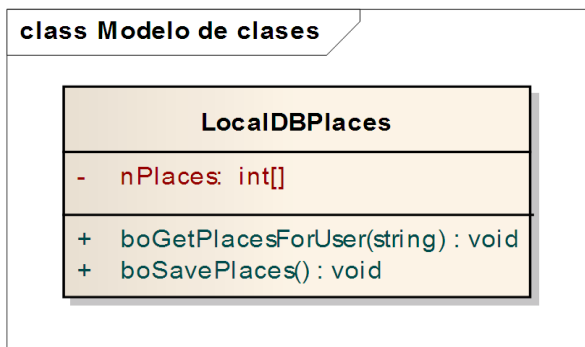 class Modelo de clases
LocalDBPlaces
- nPlaces: int[]
+ boGetPlacesForUser(string) : void
+ boSavePlaces() : void